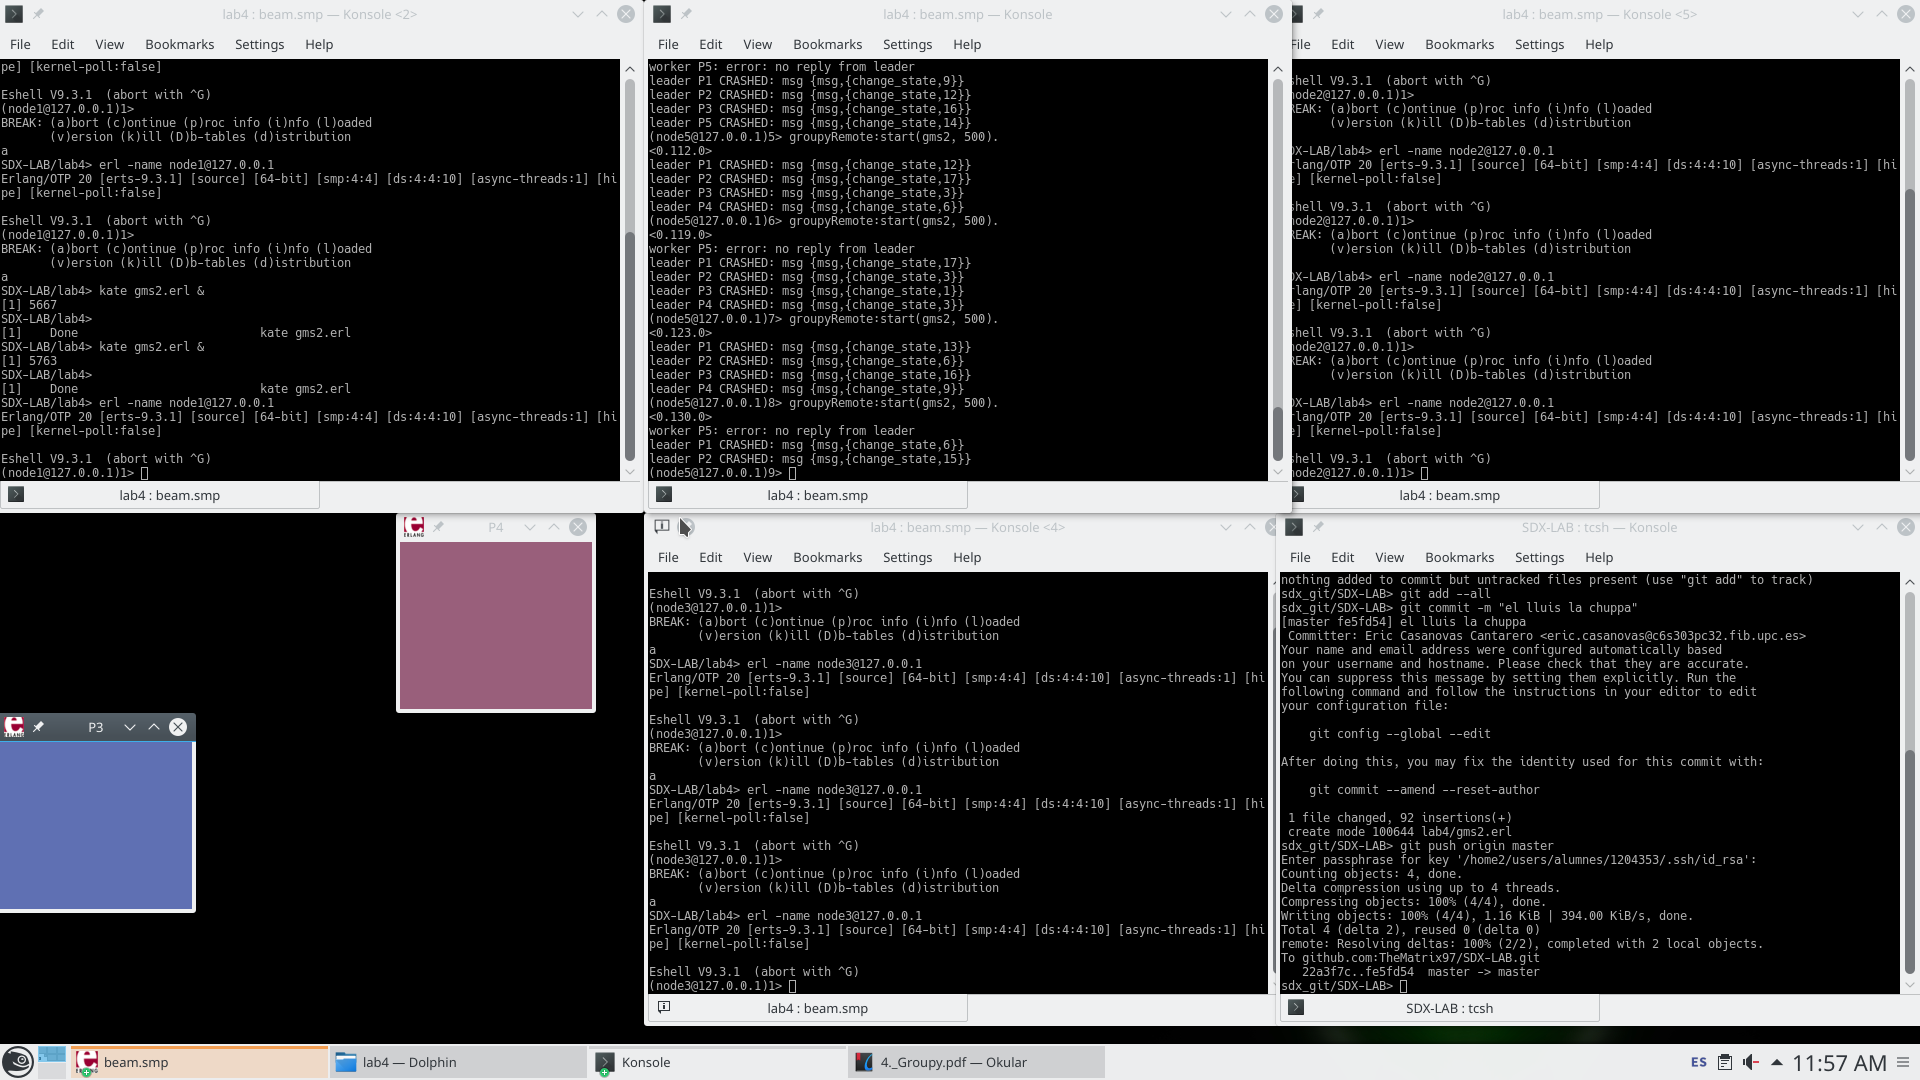 lab4 : beam.smp — Konsole <2>
File Edit View Bookmarks Settings Help
pe] [kernel-poll:false]
Eshell V9.3.1 (abort with ^G)
(node1@127.0.0.1)1>
BREAK: (a)bort (c)ontinue (p)roc info (i)nfo (l)oaded
(v)ersion (k)ill (D)b-tables (d)istribution
a
SDX-LAB/lab4> erl -name node1@127.0.0.1
Erlang/OTP 20 [erts-9.3.1] [source] [64-bit] [smp:4:4] [ds:4:4:10] [async-threads:1] [hi
pe] [kernel-poll:false]
Eshell V9.3.1 (abort with ^G)
(node1@127.0.0.1)1>
BREAK: (a)bort (c)ontinue (p)roc info (i)nfo (l)oaded
(v)ersion (k)ill (D)b-tables (d)istribution
a
SDX-LAB/lab4> kate gms2.erl &
[1] 5667
SDX-LAB/lab4>
[1] Done kate gms2.erl
SDX-LAB/lab4> kate gms2.erl &
[1] 5763
SDX-LAB/lab4>
[1] Done kate gms2.erl
SDX-LAB/lab4> erl -name node1@127.0.0.1
Erlang/OTP 20 [erts-9.3.1] [source] [64-bit] [smp:4:4] [ds:4:4:10] [async-threads:1] [hi
pe] [kernel-poll:false]
Eshell V9.3.1 (abort with ^G)
(node1@127.0.0.1)1>
lab4 : beam.smp
lab4 : beam.smp — Konsole
File Edit View Bookmarks Settings Help
worker P5: error: no reply from leader
leader P1 CRASHED: msg {msg,{change_state,9}}
leader P2 CRASHED: msg {msg,{change_state,12}}
leader P3 CRASHED: msg {msg,{change_state,16}}
leader P5 CRASHED: msg {msg,{change_state,14}}
(node5@127.0.0.1)5> groupyRemote:start(gms2, 500).
<0.112.0>
leader P1 CRASHED: msg {msg,{change_state,12}}
leader P2 CRASHED: msg {msg,{change_state,17}}
leader P3 CRASHED: msg {msg,{change_state,3}}
leader P4 CRASHED: msg {msg,{change_state,6}}
(node5@127.0.0.1)6> groupyRemote:start(gms2, 500).
<0.119.0>
worker P5: error: no reply from leader
leader P1 CRASHED: msg {msg,{change_state,17}}
leader P2 CRASHED: msg {msg,{change_state,3}}
leader P3 CRASHED: msg {msg,{change_state,1}}
leader P4 CRASHED: msg {msg,{change_state,3}}
(node5@127.0.0.1)7> groupyRemote:start(gms2, 500).
<0.123.0>
leader P1 CRASHED: msg {msg,{change_state,13}}
leader P2 CRASHED: msg {msg,{change_state,6}}
leader P3 CRASHED: msg {msg,{change_state,16}}
leader P4 CRASHED: msg {msg,{change_state,9}}
(node5@127.0.0.1)8> groupyRemote:start(gms2, 500).
<0.130.0>
worker P5: error: no reply from leader
leader P1 CRASHED: msg {msg,{change_state,6}}
leader P2 CRASHED: msg {msg,{change_state,15}}
(node5@127.0.0.1)9>
lab4 : beam.smp
lab4 : beam.smp — Konsole <5>
File Edit View Bookmarks Settings Help
shell V9.3.1 (abort with ^G)
node2@127.0.0.1)1>
REAK: (a)bort (c)ontinue (p)roc info (i)nfo (l)oaded
(v)ersion (k)ill (D)b-tables (d)istribution
DX-LAB/lab4> erl -name node2@127.0.0.1
rlang/OTP 20 [erts-9.3.1] [source] [64-bit] [smp:4:4] [ds:4:4:10] [async-threads:1] [hi
e] [kernel-poll:false]
shell V9.3.1 (abort with ^G)
node2@127.0.0.1)1>
REAK: (a)bort (c)ontinue (p)roc info (i)nfo (l)oaded
(v)ersion (k)ill (D)b-tables (d)istribution
DX-LAB/lab4> erl -name node2@127.0.0.1
rlang/OTP 20 [erts-9.3.1] [source] [64-bit] [smp:4:4] [ds:4:4:10] [async-threads:1] [hi
e] [kernel-poll:false]
shell V9.3.1 (abort with ^G)
node2@127.0.0.1)1>
REAK: (a)bort (c)ontinue (p)roc info (i)nfo (l)oaded
(v)ersion (k)ill (D)b-tables (d)istribution
DX-LAB/lab4> erl -name node2@127.0.0.1
rlang/OTP 20 [erts-9.3.1] [source] [64-bit] [smp:4:4] [ds:4:4:10] [async-threads:1] [hi
e] [kernel-poll:false]
shell V9.3.1 (abort with ^G)
node2@127.0.0.1)1>
lab4 : beam.smp
ERLANG P4
P3
lab4 : beam.smp — Konsole <4>
File Edit View Bookmarks Settings Help
Eshell V9.3.1 (abort with ^G)
(node3@127.0.0.1)1>
BREAK: (a)bort (c)ontinue (p)roc info (i)nfo (l)oaded
(v)ersion (k)ill (D)b-tables (d)istribution
a
SDX-LAB/lab4> erl -name node3@127.0.0.1
Erlang/OTP 20 [erts-9.3.1] [source] [64-bit] [smp:4:4] [ds:4:4:10] [async-threads:1] [hi
pe] [kernel-poll:false]
Eshell V9.3.1 (abort with ^G)
(node3@127.0.0.1)1>
BREAK: (a)bort (c)ontinue (p)roc info (i)nfo (l)oaded
(v)ersion (k)ill (D)b-tables (d)istribution
a
SDX-LAB/lab4> erl -name node3@127.0.0.1
Erlang/OTP 20 [erts-9.3.1] [source] [64-bit] [smp:4:4] [ds:4:4:10] [async-threads:1] [hi
pe] [kernel-poll:false]
Eshell V9.3.1 (abort with ^G)
(node3@127.0.0.1)1>
BREAK: (a)bort (c)ontinue (p)roc info (i)nfo (l)oaded
(v)ersion (k)ill (D)b-tables (d)istribution
a
SDX-LAB/lab4> erl -name node3@127.0.0.1
Erlang/OTP 20 [erts-9.3.1] [source] [64-bit] [smp:4:4] [ds:4:4:10] [async-threads:1] [hi
pe] [kernel-poll:false]
Eshell V9.3.1 (abort with ^G)
(node3@127.0.0.1)1>
lab4 : beam.smp
SDX-LAB : tcsh — Konsole
File Edit View Bookmarks Settings Help
nothing added to commit but untracked files present (use "git add" to track)
sdx_git/SDX-LAB> git add --all
sdx_git/SDX-LAB> git commit -m "el lluis la chuppa"
[master fe5fd54] el lluis la chuppa
Committer: Eric Casanovas Cantarero <eric.casanovas@c6s303pc32.fib.upc.es>
Your name and email address were configured automatically based
on your username and hostname. Please check that they are accurate.
You can suppress this message by setting them explicitly. Run the
following command and follow the instructions in your editor to edit
your configuration file:
git config --global --edit
After doing this, you may fix the identity used for this commit with:
git commit --amend --reset-author
1 file changed, 92 insertions(+)
create mode 100644 lab4/gms2.erl
sdx_git/SDX-LAB> git push origin master
Enter passphrase for key '/home2/users/alumnes/1204353/.ssh/id_rsa':
Counting objects: 4, done.
Delta compression using up to 4 threads.
Compressing objects: 100% (4/4), done.
Writing objects: 100% (4/4), 1.16 KiB | 394.00 KiB/s, done.
Total 4 (delta 2), reused 0 (delta 0)
remote: Resolving deltas: 100% (2/2), completed with 2 local objects.
To github.com:TheMatrix97/SDX-LAB.git
22a3f7c..fe5fd54 master -> master
sdx_git/SDX-LAB>
SDX-LAB : tcsh
beam.smp
lab4 — Dolphin
Konsole
4._Groupy.pdf — Okular
ES
11:57 AM